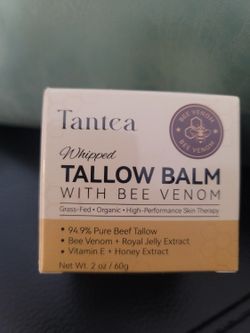 Tantca
BEE VENOM
BEE VENOM
Whipped
TALLOW BALM
WITH BEE VENOM
Grass-Fed • Organic • High-Performance Skin Therapy
• 94.9% Pure Beef Tallow
• Bee Venom + Royal Jelly Extract
• Vitamin E + Honey Extract
Net Wt. 2 oz / 60g